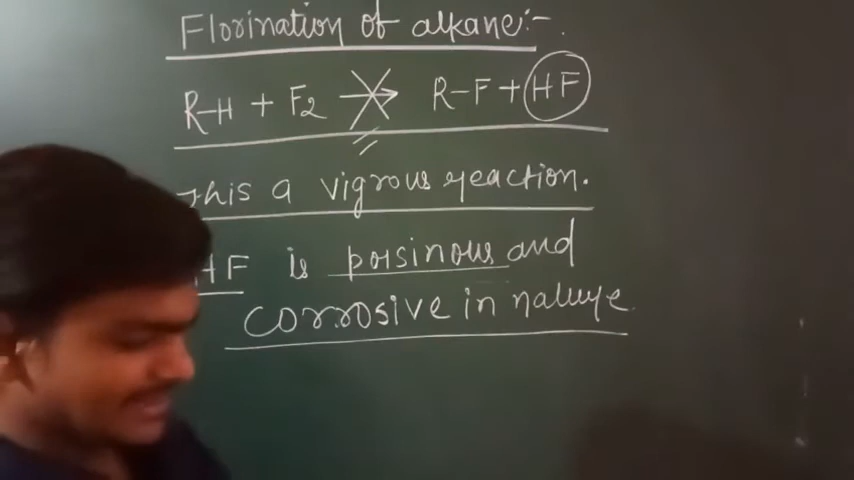 Florination of alkane:-
R-H + F2 → R-F + HF
This a vigrous reaction.
HF is poisinous and
corrosive in nature